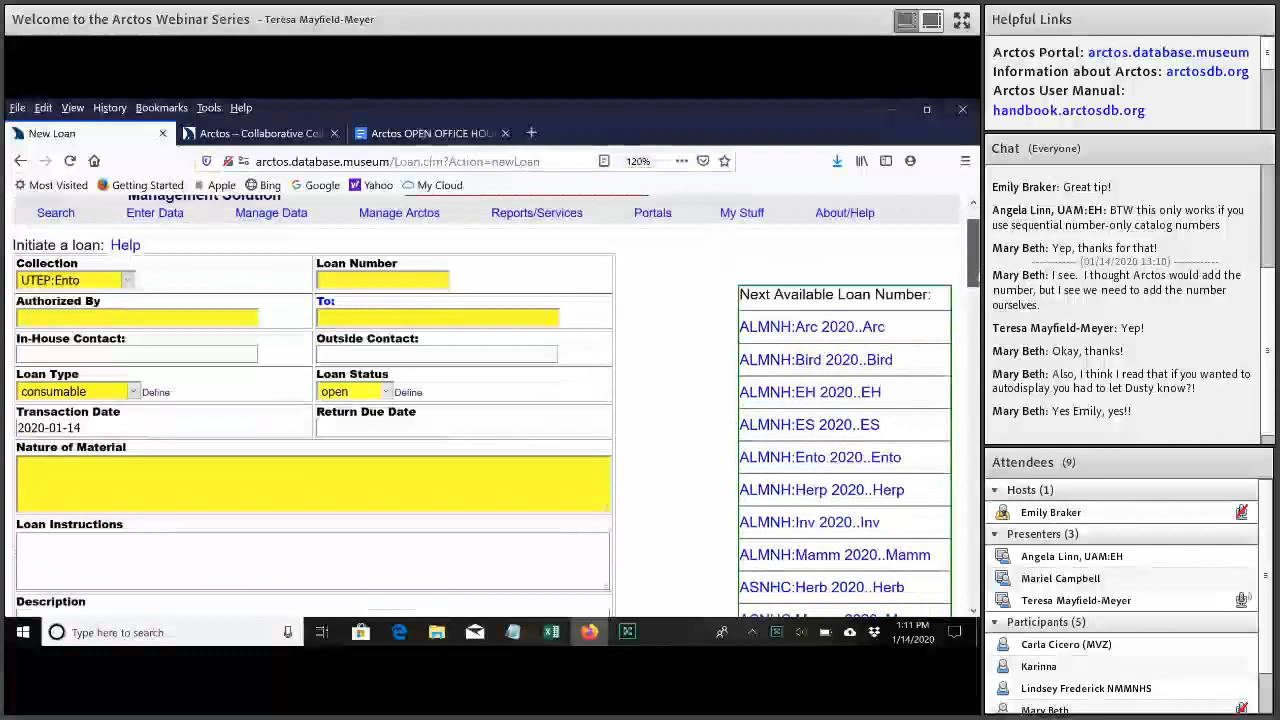 Welcome to the Arctos Webinar Series - Teresa Mayfield-Meyer
File Edit View History Bookmarks Tools Help
New Loan
Arctos – Collaborative Col
Arctos OPEN OFFICE HOU
arctos.database.museum/Loan.cfm?Action=newLoan
120%
Most Visited Getting Started Apple Bing Google Yahoo My Cloud
Management Solution
Search Enter Data Manage Data Manage Arctos Reports/Services Portals My Stuff About/Help
Initiate a loan: Help
Collection
Loan Number
UTEP:Ento
Authorized By
To:
In-House Contact:
Outside Contact:
Loan Type
Loan Status
consumable Define
open Define
Transaction Date
Return Due Date
2020-01-14
Nature of Material
Loan Instructions
Description
Next Available Loan Number:
ALMNH:Arc 2020..Arc
ALMNH:Bird 2020..Bird
ALMNH:EH 2020..EH
ALMNH:ES 2020..ES
ALMNH:Ento 2020..Ento
ALMNH:Herp 2020..Herp
ALMNH:Inv 2020..Inv
ALMNH:Mamm 2020..Mamm
ASNHC:Herb 2020..Herb
Type here to search
1:11 PM
1/14/2020
Helpful Links
Arctos Portal: arctos.database.museum
Information about Arctos: arctosdb.org
Arctos User Manual:
handbook.arctosdb.org
Chat (Everyone)
Emily Braker: Great tip!
Angela Linn, UAM:EH: BTW this only works if you
use sequential number-only catalog numbers
Mary Beth: Yep, thanks for that!
------------ (01/14/2020 13:10) ------------
Mary Beth: I see. I thought Arctos would add the
number, but I see we need to add the number
ourselves.
Teresa Mayfield-Meyer: Yep!
Mary Beth: Okay, thanks!
Mary Beth: Also, I think I read that if you wanted to
autodisplay you had to let Dusty know?!
Mary Beth: Yes Emily, yes!!
Attendees (9)
Hosts (1)
Emily Braker
Presenters (3)
Angela Linn, UAM:EH
Mariel Campbell
Teresa Mayfield-Meyer
Participants (5)
Carla Cicero (MVZ)
Karinna
Lindsey Frederick NMMNHS
Mary Beth